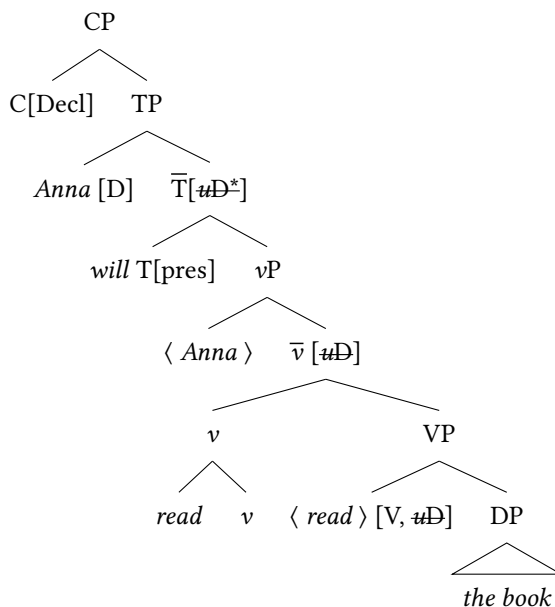 CP
C[Decl] TP
Anna [D] T̅[uD*]
will T[pres] vP
⟨ Anna ⟩ v̅ [uD]
v VP
read v ⟨ read ⟩ [V, uD] DP
the book